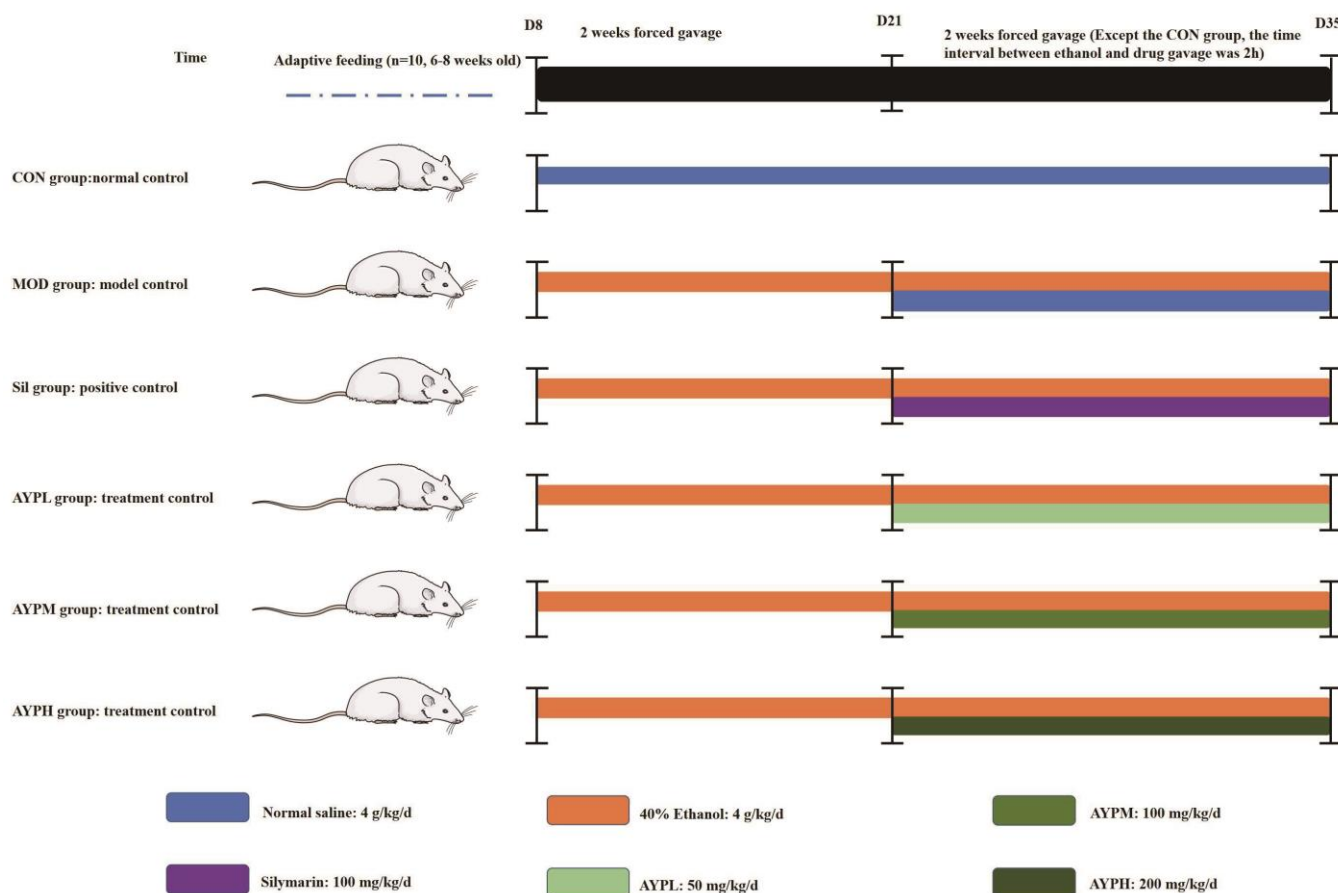 D8
2 weeks forced gavage
D21
2 weeks forced gavage (Except the CON group, the time
interval between ethanol and drug gavage was 2h)
D35
Time
Adaptive feeding (n=10, 6-8 weeks old)
CON group:normal control
MOD group: model control
Sil group: positive control
AYPL group: treatment control
AYPM group: treatment control
AYPH group: treatment control
Normal saline: 4 g/kg/d
40% Ethanol: 4 g/kg/d
AYPM: 100 mg/kg/d
Silymarin: 100 mg/kg/d
AYPL: 50 mg/kg/d
AYPH: 200 mg/kg/d